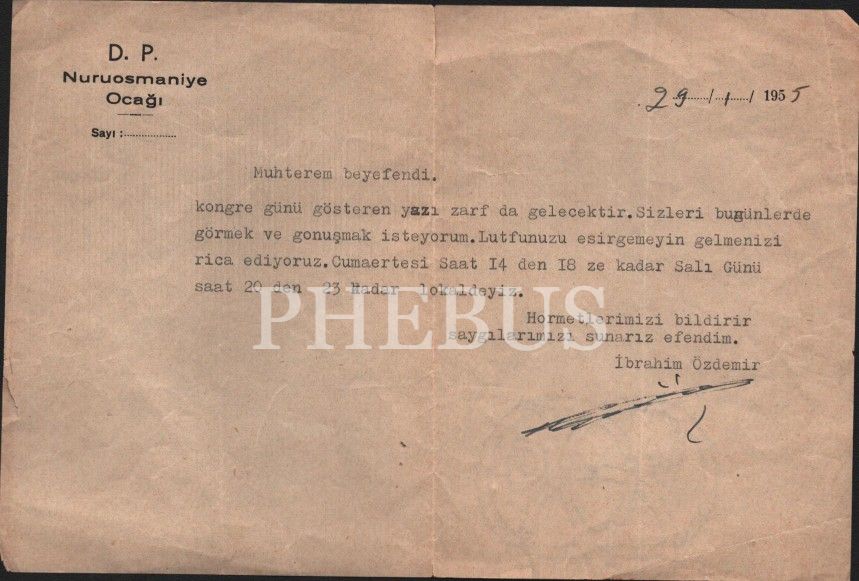 D. P.
Nuruosmaniye
Ocağı
Sayı :...................
29/1/ 1955
Muhterem beyefendi.
kongre günü gösteren yazı zarf da gelecektir.Sizleri bugünlerde
görmek ve gonuşmak isteyorum.Lutfunuzu esirgemeyin gelmenizi
rica ediyoruz.Cumaertesi Saat I4 den I8 ze kadar Salı Günü
saat 20 den 23 Kadar lokaldeyiz.
PHEBUS
Hormetlerimizi bildirir
saygılarımızı sunarız efendim.
İbrahim Özdemir